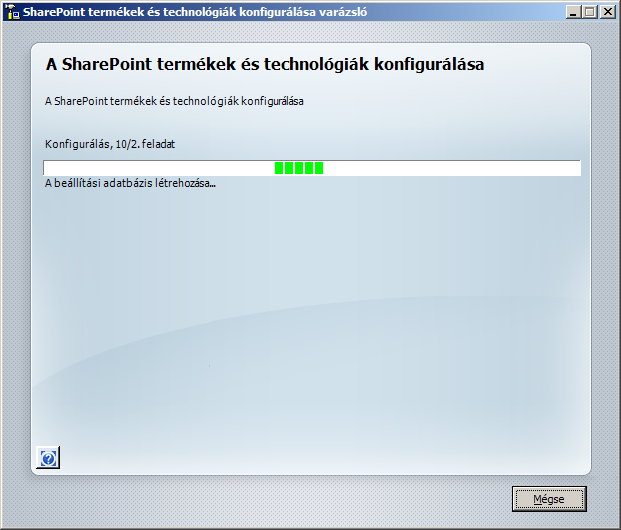 SharePoint termékek és technológiák konfigurálása varázsló
A SharePoint termékek és technológiák konfigurálása
A SharePoint termékek és technológiák konfigurálása
Konfigurálás, 10/2. feladat
A beállítási adatbázis létrehozása...
Mégse